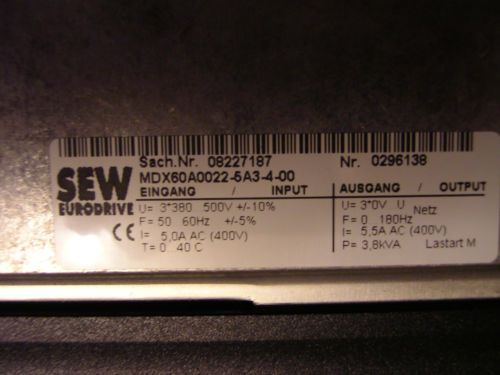 Sach.Nr. 08227187 Nr. 0296138
SEW
EURODRIVE
MDX60A0022-5A3-4-00
EINGANG / INPUT AUSGANG / OUTPUT
U= 3*380 500V +/-10% U= 3*0V U Netz
F= 50 60Hz +/-5% F= 0 180Hz
CE I= 5,0A AC (400V) I= 5,5A AC (400V)
T= 0 40 C P= 3,8kVA Lastart M